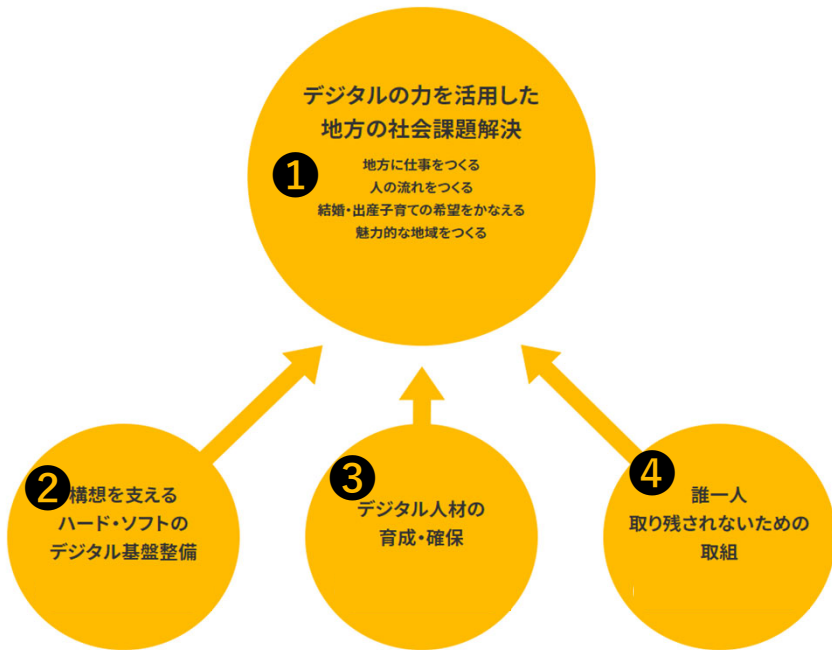 デジタルの力を活用した
地方の社会課題解決
❶
地方に仕事をつくる
人の流れをつくる
結婚・出産子育ての希望をかなえる
魅力的な地域をつくる
❷
構想を支える
ハード・ソフトの
デジタル基盤整備
❸
デジタル人材の
育成・確保
❹
誰一人
取り残されないための
取組